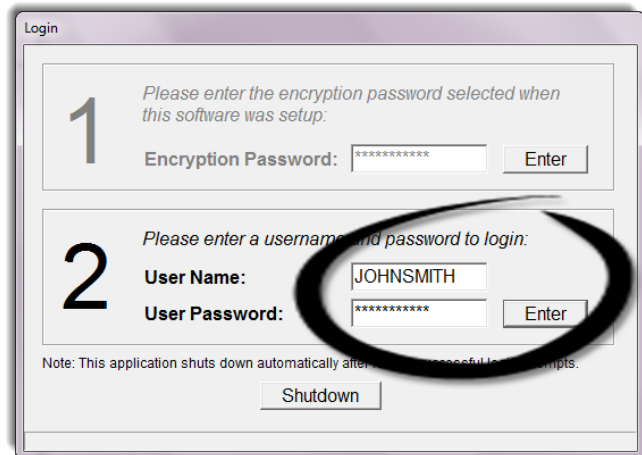 Login
1
Please enter the encryption password selected when
this software was setup:
Encryption Password: *********** Enter
2
Please enter a username and password to login:
User Name: JOHNSMITH
User Password: *********** Enter
Note: This application shuts down automatically after attempts.
Shutdown